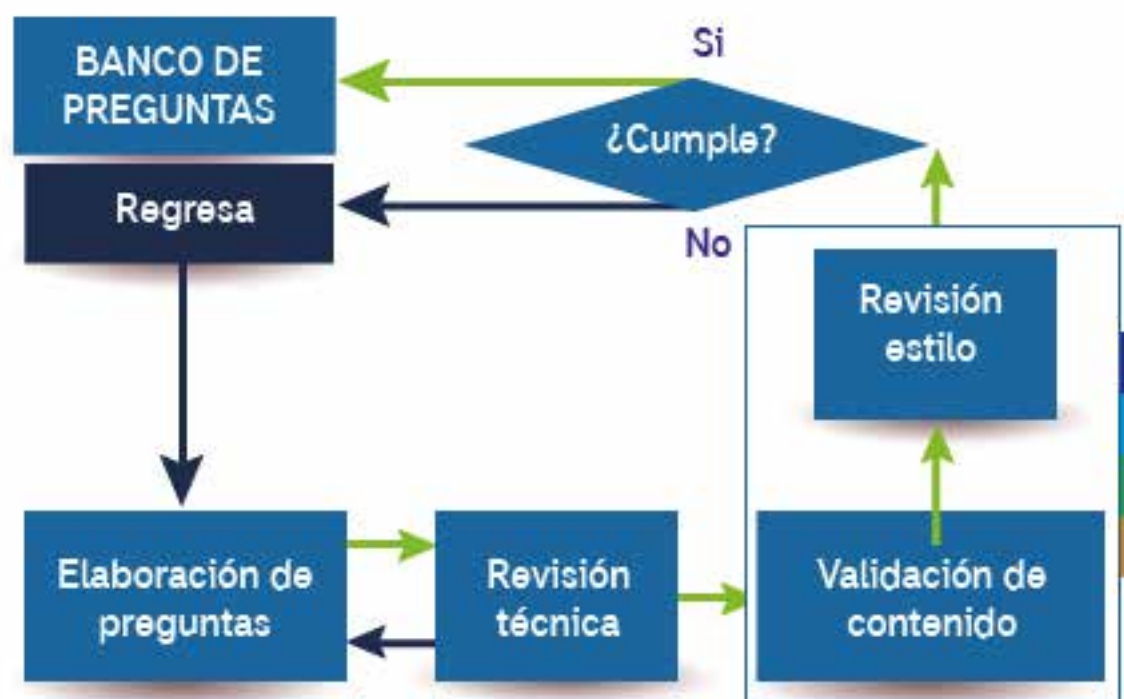 BANCO DE
PREGUNTAS
Si
¿Cumple?
Regresa
No
Revisión
estilo
Elaboración de
preguntas
Revisión
técnica
Validación de
contenido